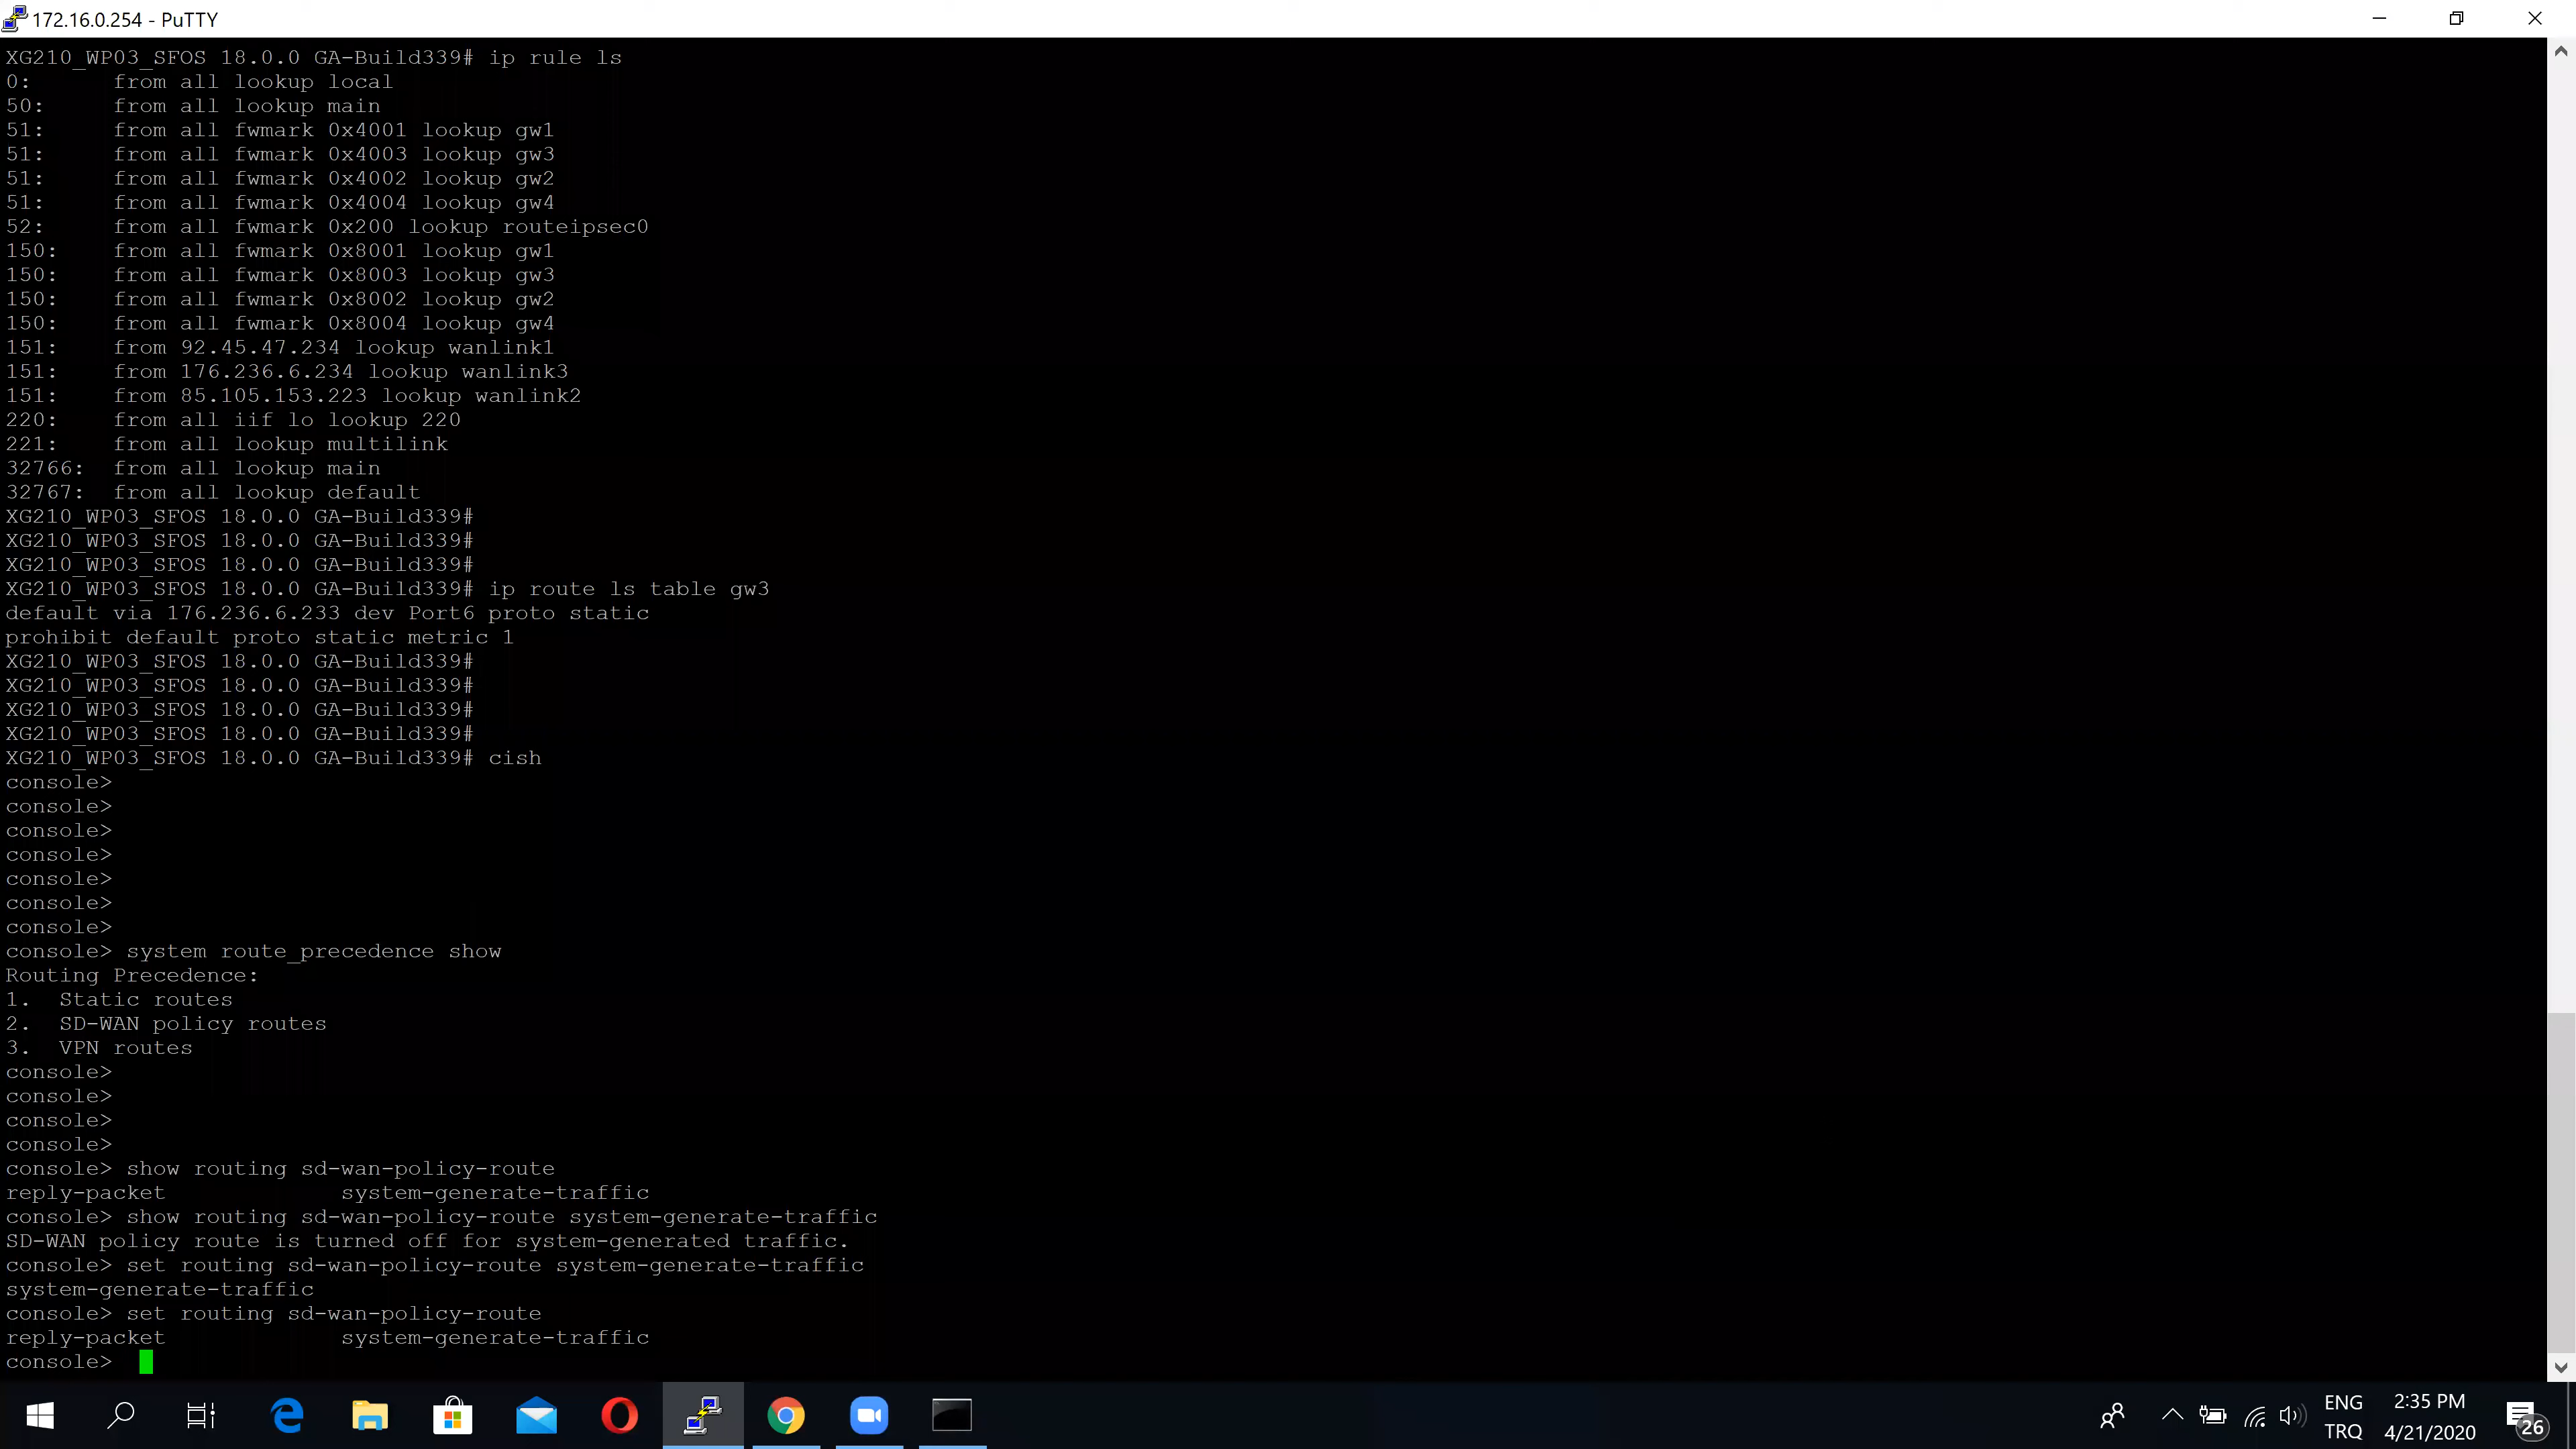 172.16.0.254 - PuTTY
XG210_WP03_SFOS 18.0.0 GA-Build339# ip rule ls
0: from all lookup local
50: from all lookup main
51: from all fwmark 0x4001 lookup gw1
51: from all fwmark 0x4003 lookup gw3
51: from all fwmark 0x4002 lookup gw2
51: from all fwmark 0x4004 lookup gw4
52: from all fwmark 0x200 lookup routeipsec0
150: from all fwmark 0x8001 lookup gw1
150: from all fwmark 0x8003 lookup gw3
150: from all fwmark 0x8002 lookup gw2
150: from all fwmark 0x8004 lookup gw4
151: from 92.45.47.234 lookup wanlink1
151: from 176.236.6.234 lookup wanlink3
151: from 85.105.153.223 lookup wanlink2
220: from all iif lo lookup 220
221: from all lookup multilink
32766: from all lookup main
32767: from all lookup default
XG210_WP03_SFOS 18.0.0 GA-Build339#
XG210_WP03_SFOS 18.0.0 GA-Build339#
XG210_WP03_SFOS 18.0.0 GA-Build339#
XG210_WP03_SFOS 18.0.0 GA-Build339# ip route ls table gw3
default via 176.236.6.233 dev Port6 proto static
prohibit default proto static metric 1
XG210_WP03_SFOS 18.0.0 GA-Build339#
XG210_WP03_SFOS 18.0.0 GA-Build339#
XG210_WP03_SFOS 18.0.0 GA-Build339#
XG210_WP03_SFOS 18.0.0 GA-Build339#
XG210_WP03_SFOS 18.0.0 GA-Build339# cish
console>
console>
console>
console>
console>
console>
console>
console> system route_precedence show
Routing Precedence:
1. Static routes
2. SD-WAN policy routes
3. VPN routes
console>
console>
console>
console>
console> show routing sd-wan-policy-route
reply-packet system-generate-traffic
console> show routing sd-wan-policy-route system-generate-traffic
SD-WAN policy route is turned off for system-generated traffic.
console> set routing sd-wan-policy-route system-generate-traffic
system-generate-traffic
console> set routing sd-wan-policy-route
reply-packet system-generate-traffic
console>
ENG 2:35 PM
TRQ 4/21/2020 26